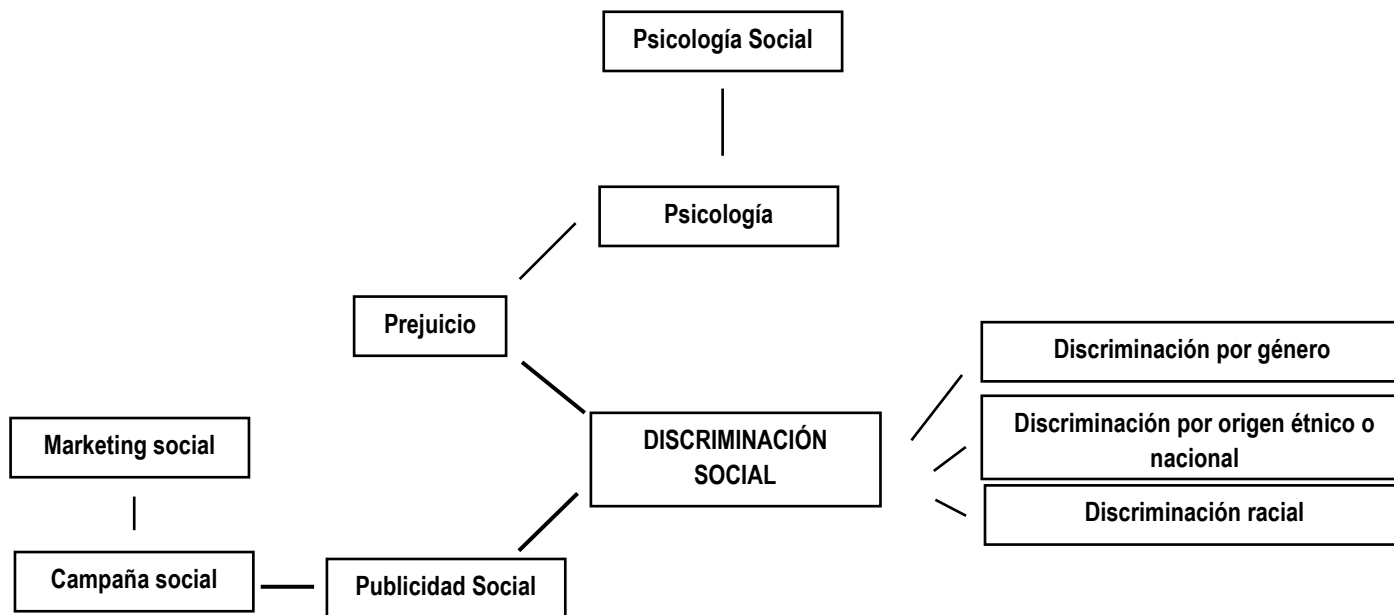 Psicología Social
Psicología
Prejuicio
Discriminación por género
Marketing social
DISCRIMINACIÓN
SOCIAL
Discriminación por origen étnico o
nacional
Discriminación racial
Campaña social
Publicidad Social